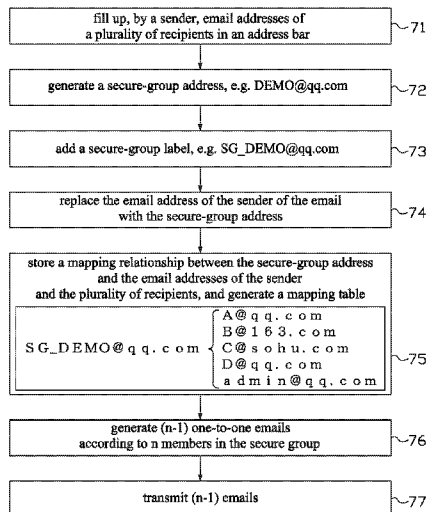 fill up, by a sender, email addresses of
a plurality of recipients in an address bar
71
generate a secure-group address, e.g. DEMO@qq.com
72
add a secure-group label, e.g. SG_DEMO@qq.com
73
replace the email address of the sender of the email
with the secure-group address
74
store a mapping relationship between the secure-group address
and the email addresses of the sender
and the plurality of recipients, and generate a mapping table
SG_DEMO@qq.com
A@qq.com
B@163.com
C@sohu.com
D@qq.com
admin@qq.com
75
generate (n-1) one-to-one emails
according to n members in the secure group
76
transmit (n-1) emails
77